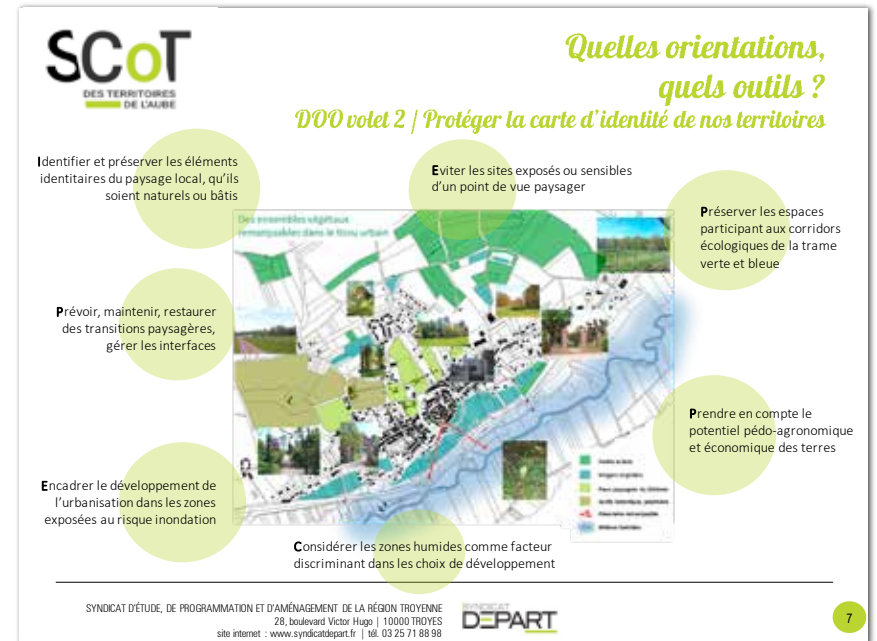 SCoT
DES TERRITOIRES
DE L'AUBE
Quelles orientations,
quels outils ?
DOO volet 2 / Protéger la carte d'identité de nos territoires
Identifier et préserver les éléments
identitaires du paysage local, qu'ils
soient naturels ou bâtis
Eviter les sites exposés ou sensibles
d'un point de vue paysager
Préserver les espaces
participant aux corridors
écologiques de la trame
verte et bleue
Des ensembles végétaux
remarquables dans le tissu urbain
Prévoir, maintenir, restaurer
des transitions paysagères,
gérer les interfaces
Prendre en compte le
potentiel pédo-agronomique
et économique des terres
Encadrer le développement de
l'urbanisation dans les zones
exposées au risque inondation
Considérer les zones humides comme facteur
discriminant dans les choix de développement
SYNDICAT D'ÉTUDE, DE PROGRAMMATION ET D'AMÉNAGEMENT DE LA RÉGION TROYENNE
28, boulevard Victor Hugo | 10000 TROYES
site internet : www.syndicatdepart.fr | tél. 03 25 71 88 98
SYNDICAT
DEPART
7